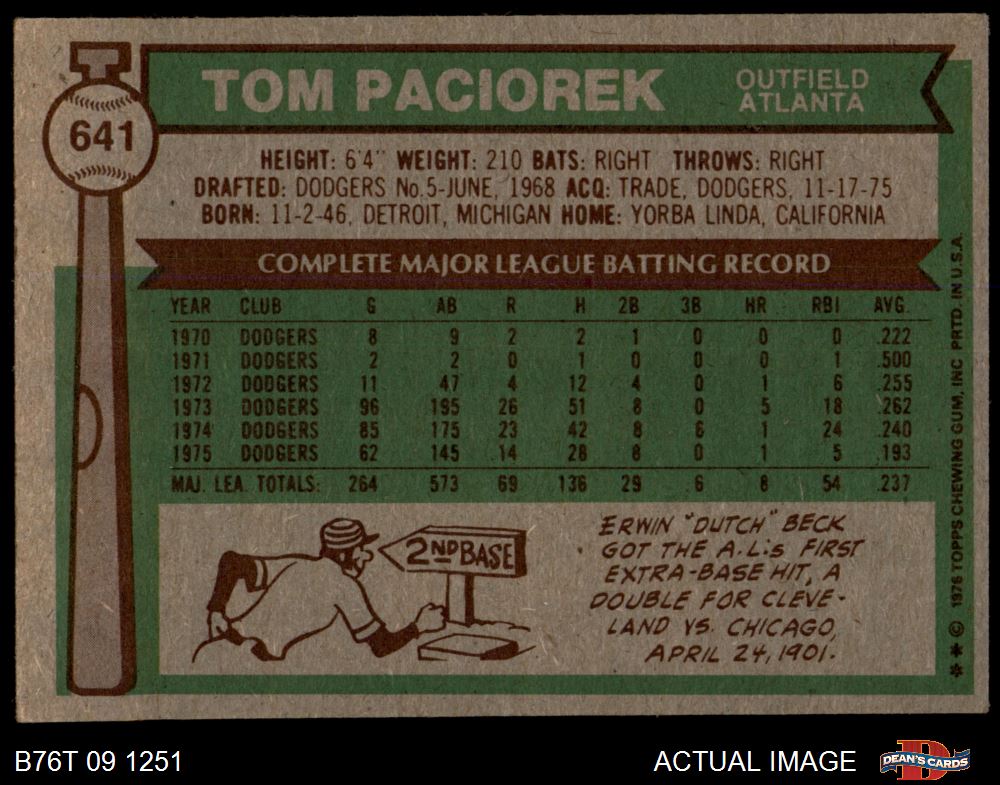 641
TOM PACIOREK
OUTFIELD
ATLANTA
HEIGHT: 6'4" WEIGHT: 210 BATS: RIGHT THROWS: RIGHT
DRAFTED: DODGERS No.5-JUNE, 1968 ACQ: TRADE, DODGERS, 11-17-75
BORN: 11-2-46, DETROIT, MICHIGAN HOME: YORBA LINDA, CALIFORNIA
COMPLETE MAJOR LEAGUE BATTING RECORD
YEAR CLUB G AB R H 2B 3B HR RBI AVG.
1970 DODGERS 8 9 2 2 1 0 0 0 .222
1971 DODGERS 2 2 0 1 0 0 0 1 .500
1972 DODGERS 11 47 4 12 4 0 1 6 .255
1973 DODGERS 96 195 26 51 8 0 5 18 .262
1974 DODGERS 85 175 23 42 8 6 1 24 .240
1975 DODGERS 62 145 14 28 8 0 1 5 .193
MAJ. LEA. TOTALS: 264 573 69 136 29 6 8 54 .237
2ND BASE
ERWIN "DUTCH" BECK
GOT THE A.L.'s FIRST
EXTRA-BASE HIT, A
DOUBLE FOR CLEVE-
LAND VS. CHICAGO,
APRIL 24, 1901.
** © 1976 TOPPS CHEWING GUM, INC PRTD. IN U.S.A.
B76T 09 1251
ACTUAL IMAGE
D
DEAN'S CARDS